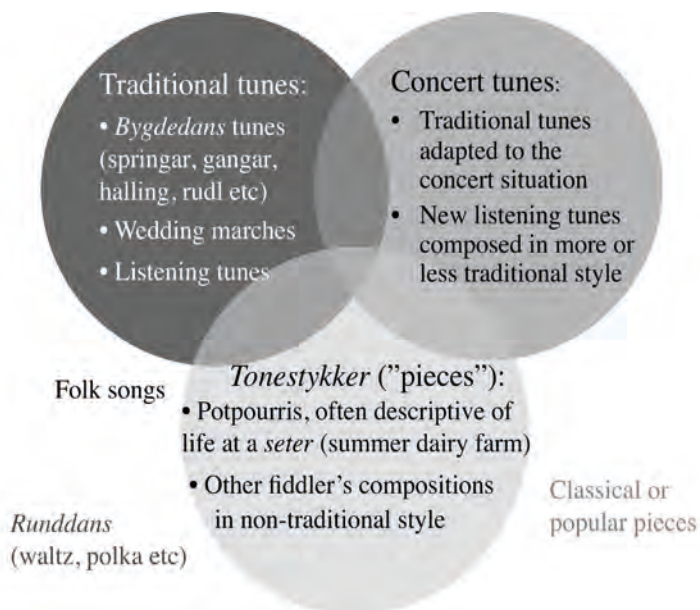 Traditional tunes:
• Bygdedans tunes
(springar, gangar,
halling, rudl etc)
• Wedding marches
• Listening tunes
Concert tunes:
• Traditional tunes
adapted to the
concert situation
• New listening tunes
composed in more or
less traditional style
Tonestykker ("pieces"):
• Potpourris, often descriptive of
life at a seter (summer dairy farm)
• Other fiddler's compositions
in non-traditional style
Folk songs
Runddans
(waltz, polka etc)
Classical or
popular pieces